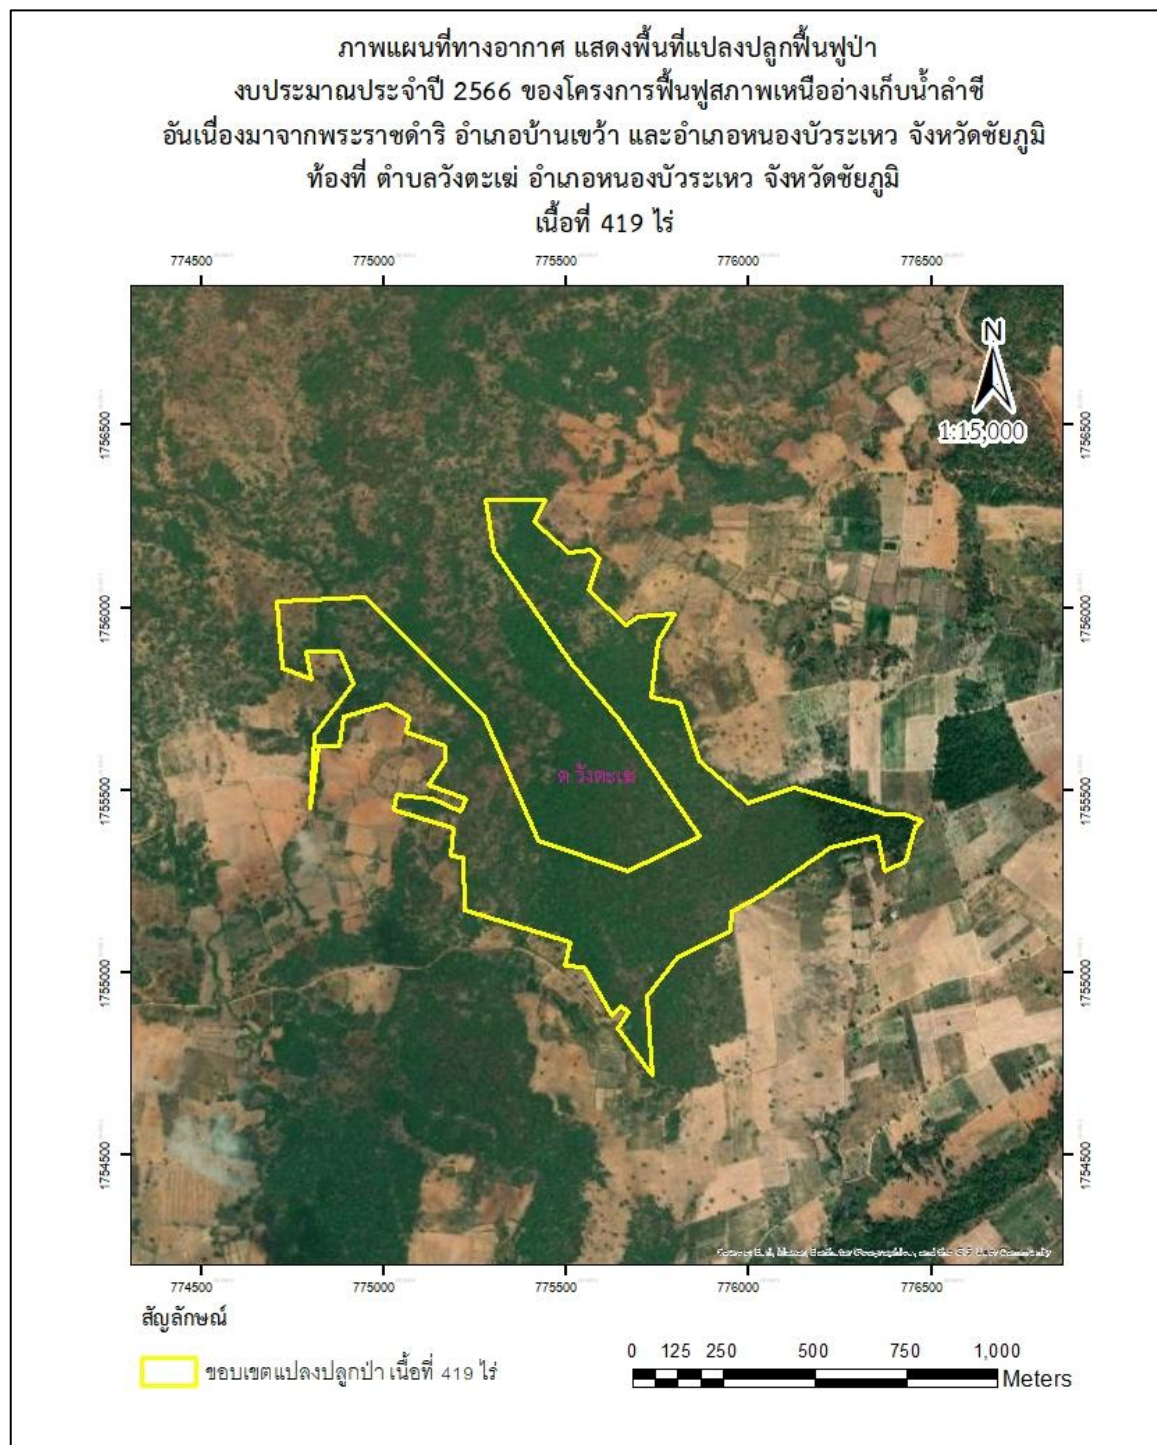 ภาพแผนที่ทางอากาศ แสดงพื้นที่แปลงปลูกฟื้นฟูป่า
งบประมาณประจำปี 2566 ของโครงการฟื้นฟูสภาพเหนืออ่างเก็บน้ำลำชี
อันเนื่องมาจากพระราชดำริ อำเภอบ้านเขว้า และอำเภอหนองบัวระเหว จังหวัดชัยภูมิ
ท้องที่ ตำบลวังตะเฆ่ อำเภอหนองบัวระเหว จังหวัดชัยภูมิ
เนื้อที่ 419 ไร่
774500 775000 775500 776000 776500
N
1:15,000
1756500 1756500
1756000 1756000
ต.วังตะเฆ่
1755500 1755500
1755000 1755000
1754500 1754500
774500 775000 775500 776000 776500
สัญลักษณ์
ขอบเขตแปลงปลูกป่า เนื้อที่ 419 ไร่
0 125 250 500 750 1,000
Meters